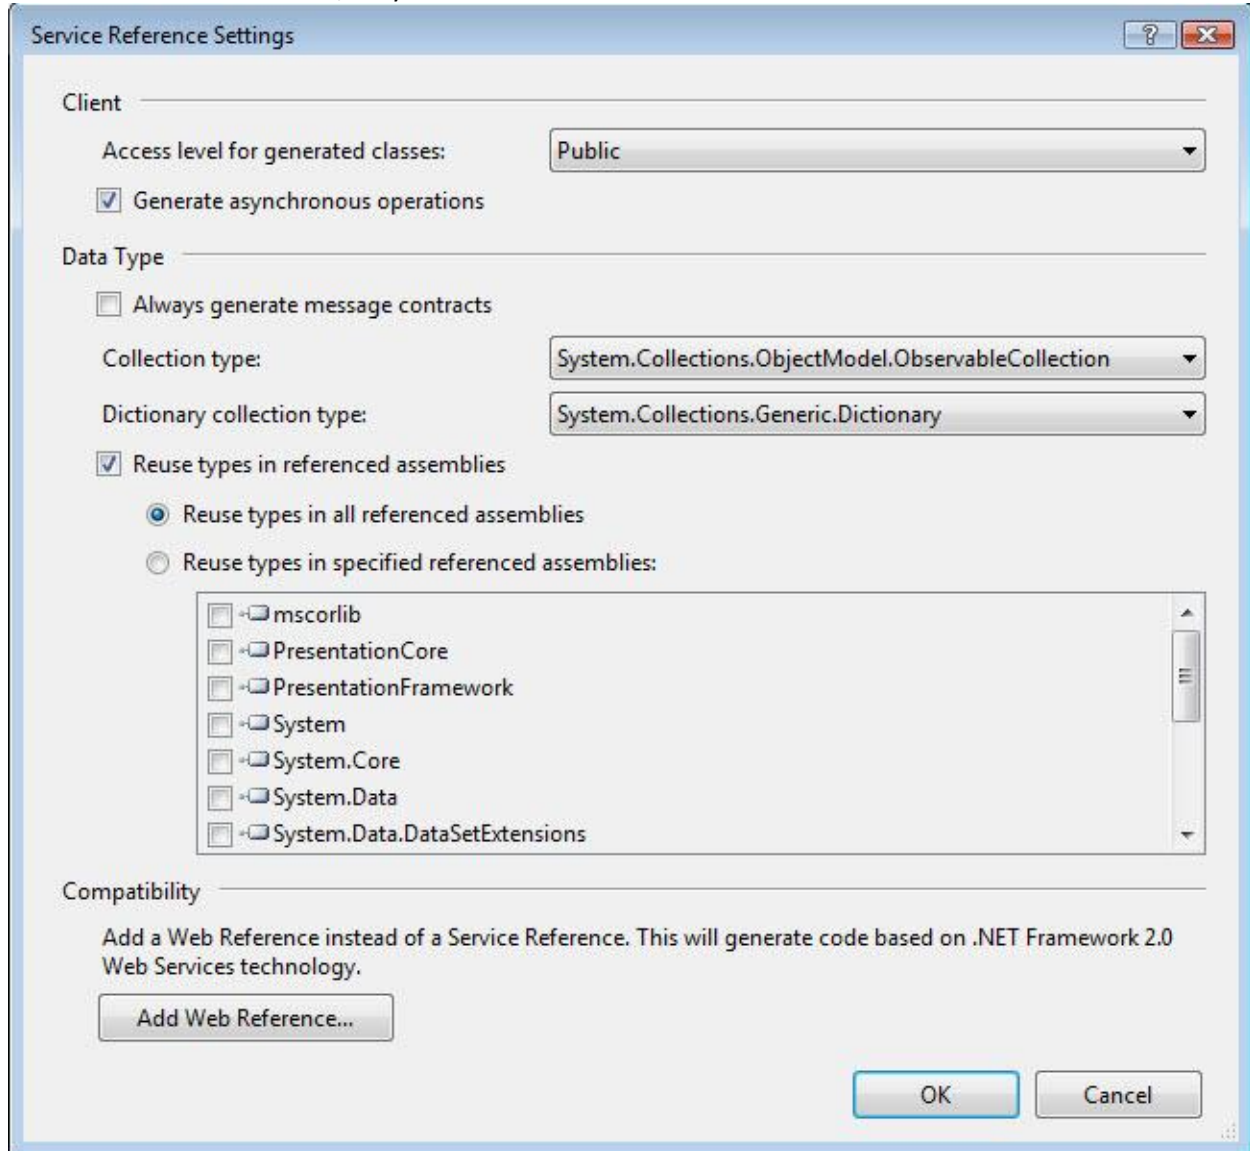 Service Reference Settings
Client
Access level for generated classes: Public
Generate asynchronous operations
Data Type
Always generate message contracts
Collection type: System.Collections.ObjectModel.ObservableCollection
Dictionary collection type: System.Collections.Generic.Dictionary
Reuse types in referenced assemblies
Reuse types in all referenced assemblies
Reuse types in specified referenced assemblies:
mscorlib
PresentationCore
PresentationFramework
System
System.Core
System.Data
System.Data.DataSetExtensions
Compatibility
Add a Web Reference instead of a Service Reference. This will generate code based on .NET Framework 2.0
Web Services technology.
Add Web Reference...
OK Cancel